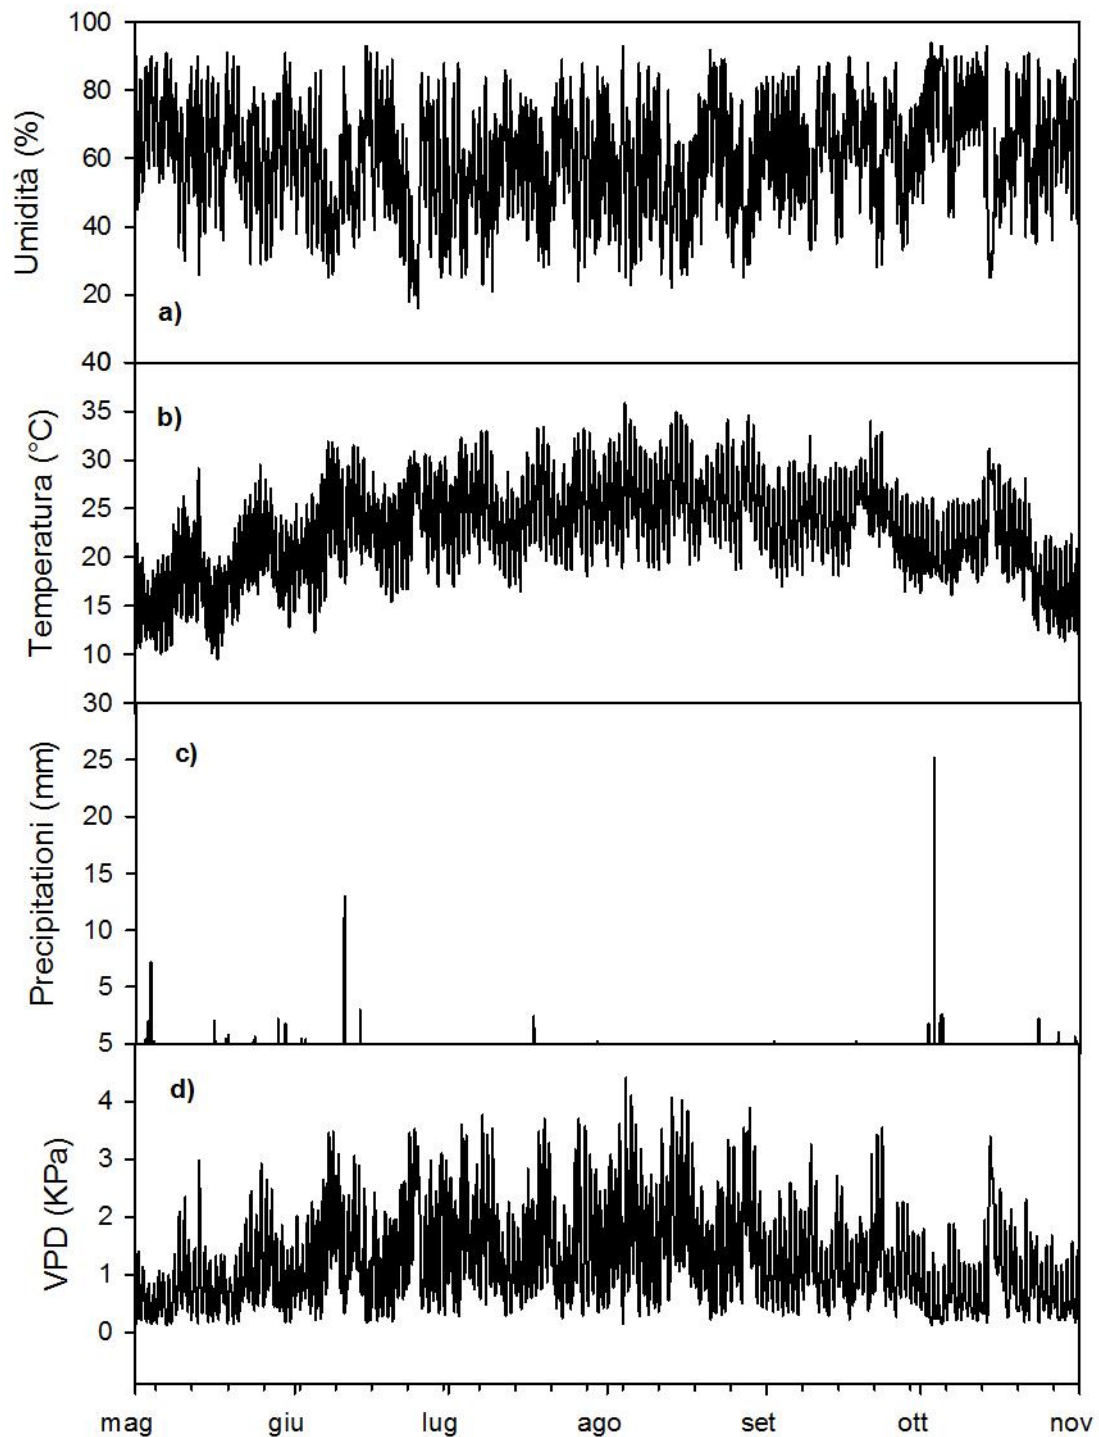 100
80
60
40
20
Umidità (%)
a)
40
35
30
25
20
15
10
Temperatura (°C)
b)
30
25
20
15
10
5
Precipitationi (mm)
c)
5
4
3
2
1
0
VPD (KPa)
d)
mag giu lug ago set ott nov